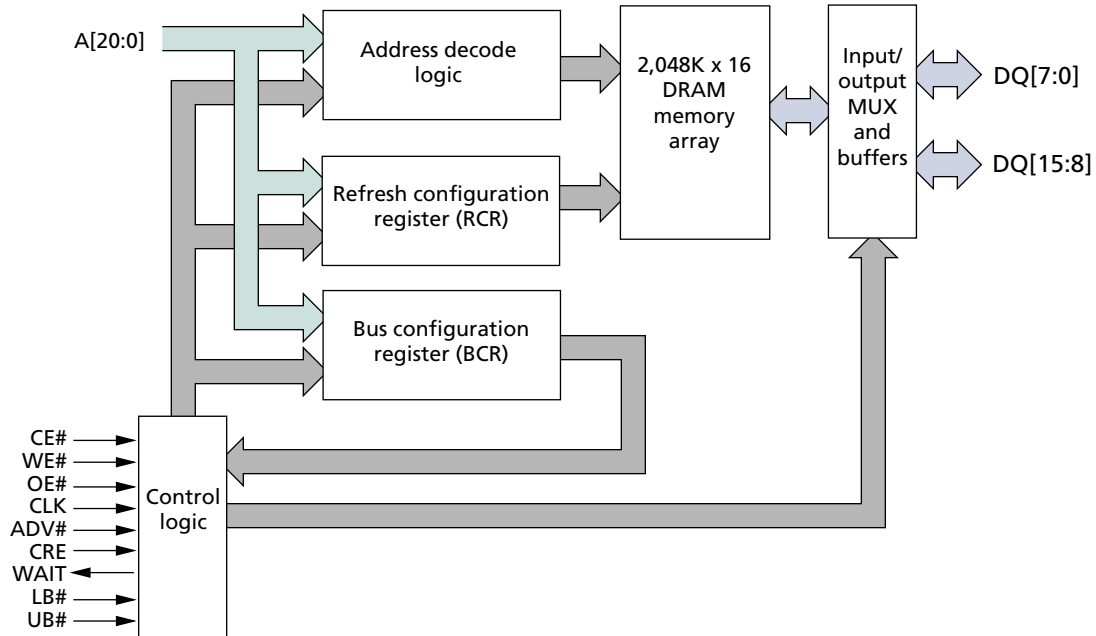 A[20:0]
Address decode
logic
2,048K x 16
DRAM
memory
array
Input/
output
MUX
and
buffers
DQ[7:0]
DQ[15:8]
Refresh configuration
register (RCR)
Bus configuration
register (BCR)
CE#
WE#
OE#
CLK
ADV#
CRE
WAIT
LB#
UB#
Control
logic